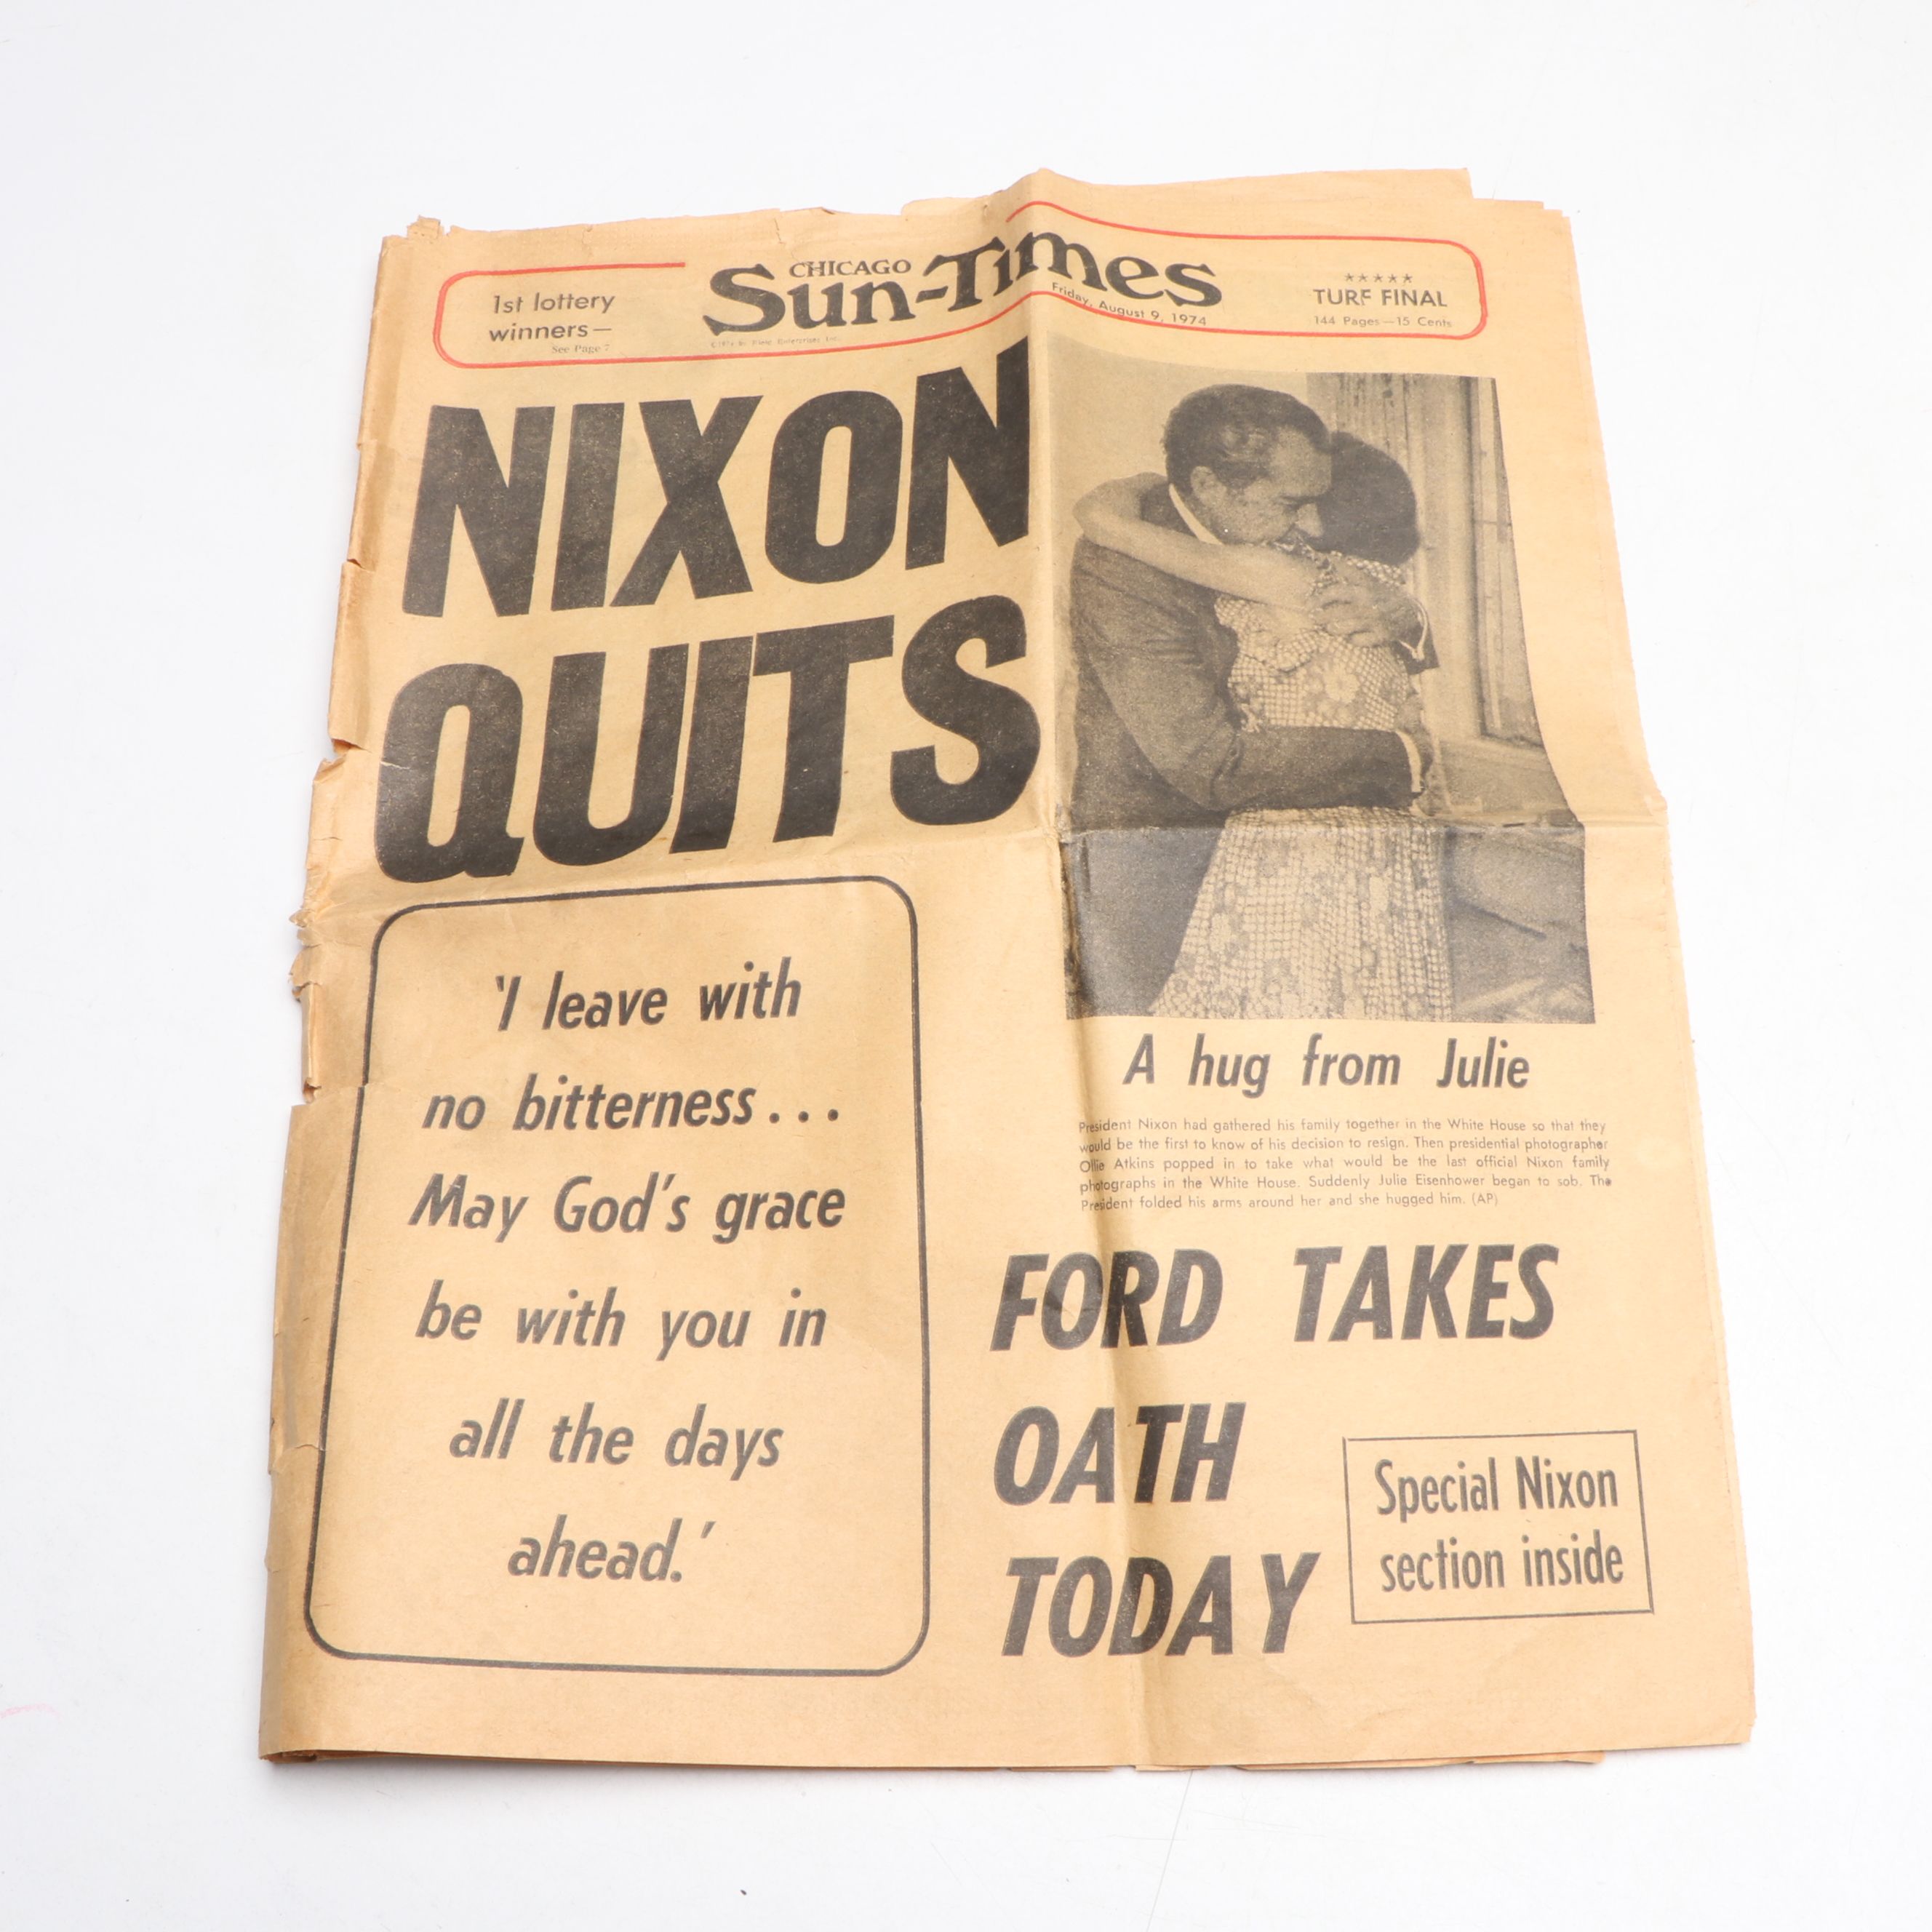 1st lottery
winners—
See Page 7
CHICAGO
Sun-Times
Friday, August 9, 1974
★★★★★
TURF FINAL
144 Pages—15 Cents
NIXON
QUITS
'I leave with
no bitterness...
May God's grace
be with you in
all the days
ahead.'
A hug from Julie
President Nixon had gathered his family together in the White House so that they
would be the first to know of his decision to resign. Then presidential photographer
Ollie Atkins popped in to take what would be the last official Nixon family
photographs in the White House. Suddenly Julie Eisenhower began to sob. The
President folded his arms around her and she hugged him. (AP)
FORD TAKES
OATH
TODAY
Special Nixon
section inside